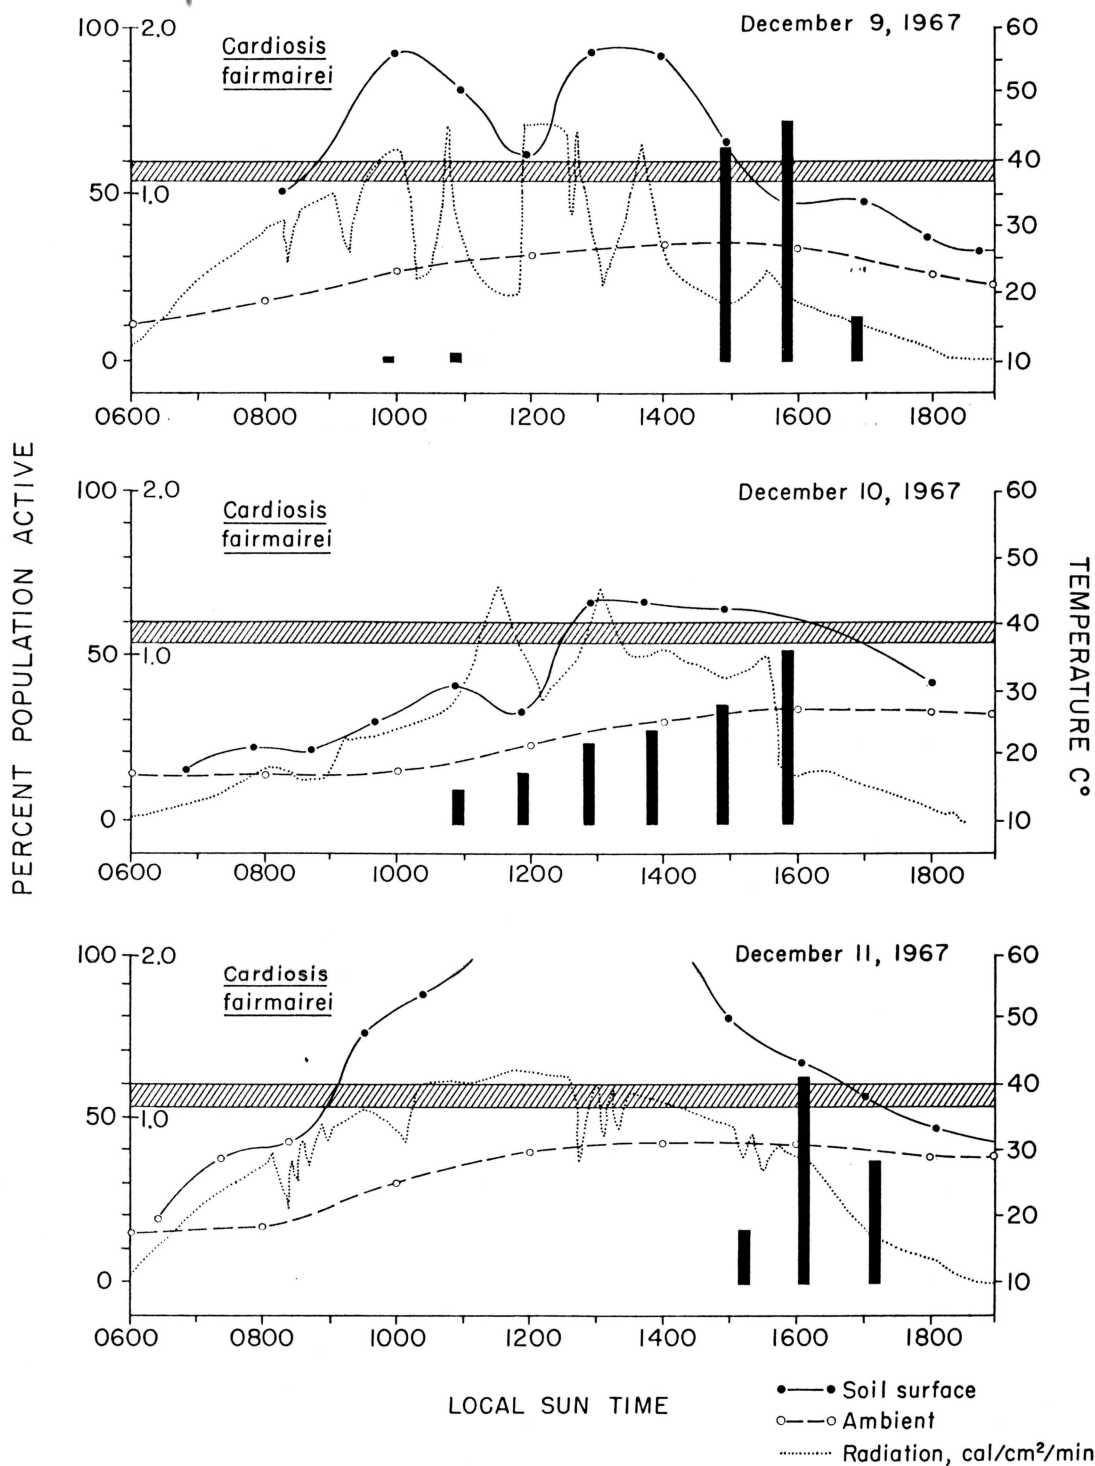 100 2.0 Cardiosis December 9, 1967 60
fairmairei
50
40
50 1.0
30
20
0 10
0600 0800 1000 1200 1400 1600 1800
100 2.0 Cardiosis December 10, 1967 60
fairmairei
50
40
50 1.0
30
20
0 10
0600 0800 1000 1200 1400 1600 1800
100 2.0 Cardiosis December 11, 1967 60
fairmairei
50
40
50 1.0
30
20
0 10
0600 0800 1000 1200 1400 1600 1800
PERCENT POPULATION ACTIVE
TEMPERATURE C°
LOCAL SUN TIME
Soil surface
Ambient
Radiation, cal/cm²/min